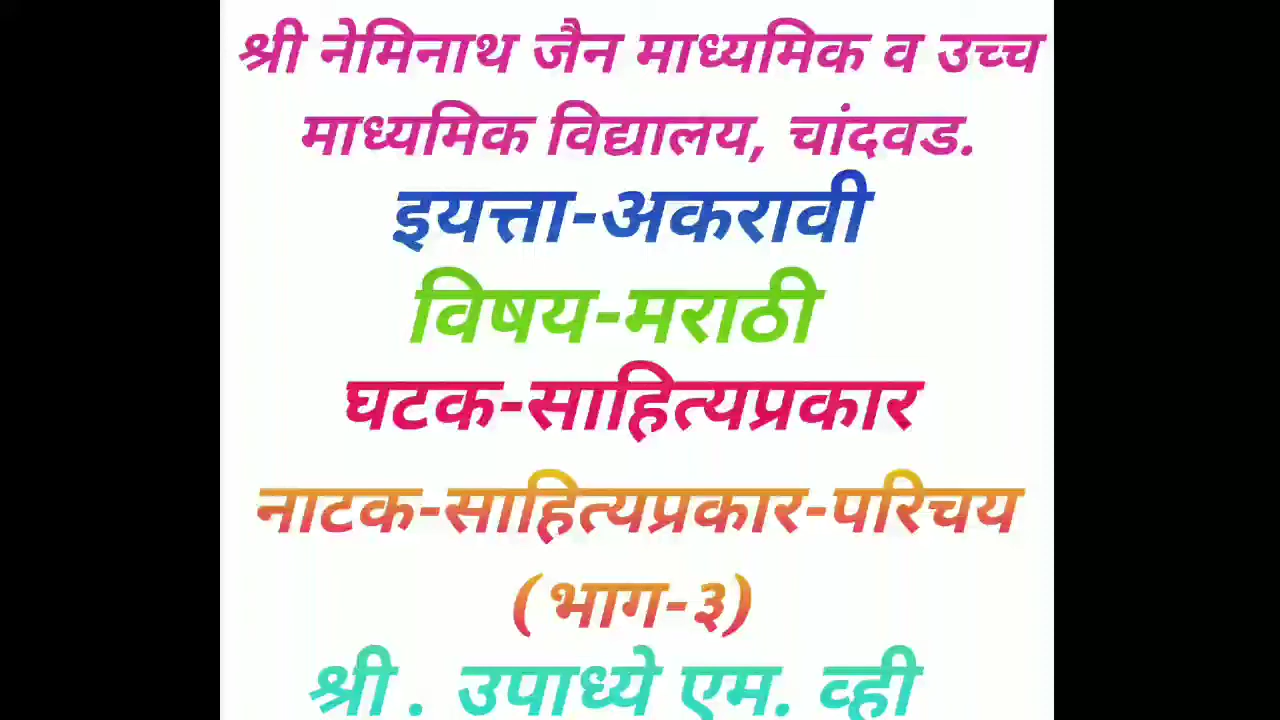 श्री नेमिनाथ जैन माध्यमिक व उच्च
माध्यमिक विद्यालय, चांदवड.
इयत्ता-अकरावी
विषय-मराठी
घटक-साहित्यप्रकार
नाटक-साहित्यप्रकार-परिचय
(भाग-३)
श्री . उपाध्ये एम. व्ही